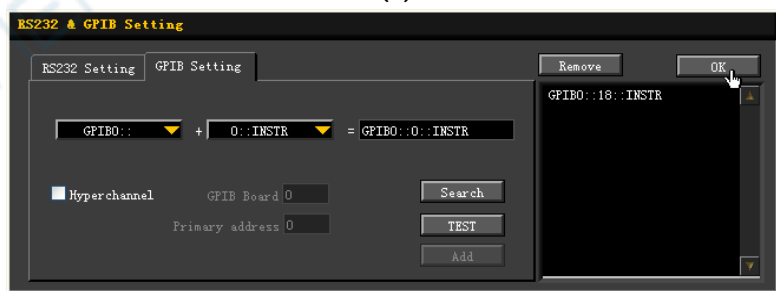 RS232 & GPIB Setting
RS232 Setting GPIB Setting
Remove OK
GPIB0::18::INSTR
GPIB0:: + 0::INSTR = GPIB0::0::INSTR
Hyperchannel GPIB Board 0 Search
Primary address 0 TEST
Add